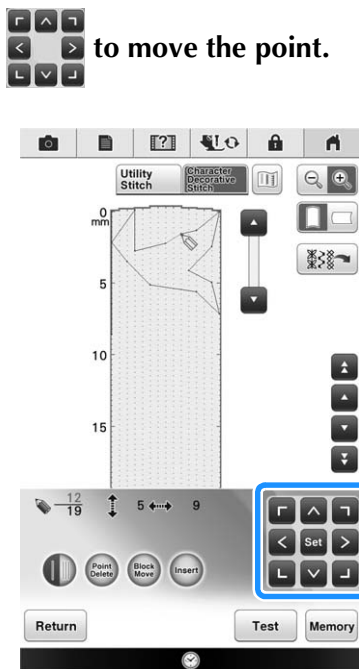 to move the point.
Utility
Stitch
Character
Decorative
Stitch
0
mm
5
10
15
12
19
5
9
Set
Point
Delete
Block
Move
Insert
Return
Test
Memory